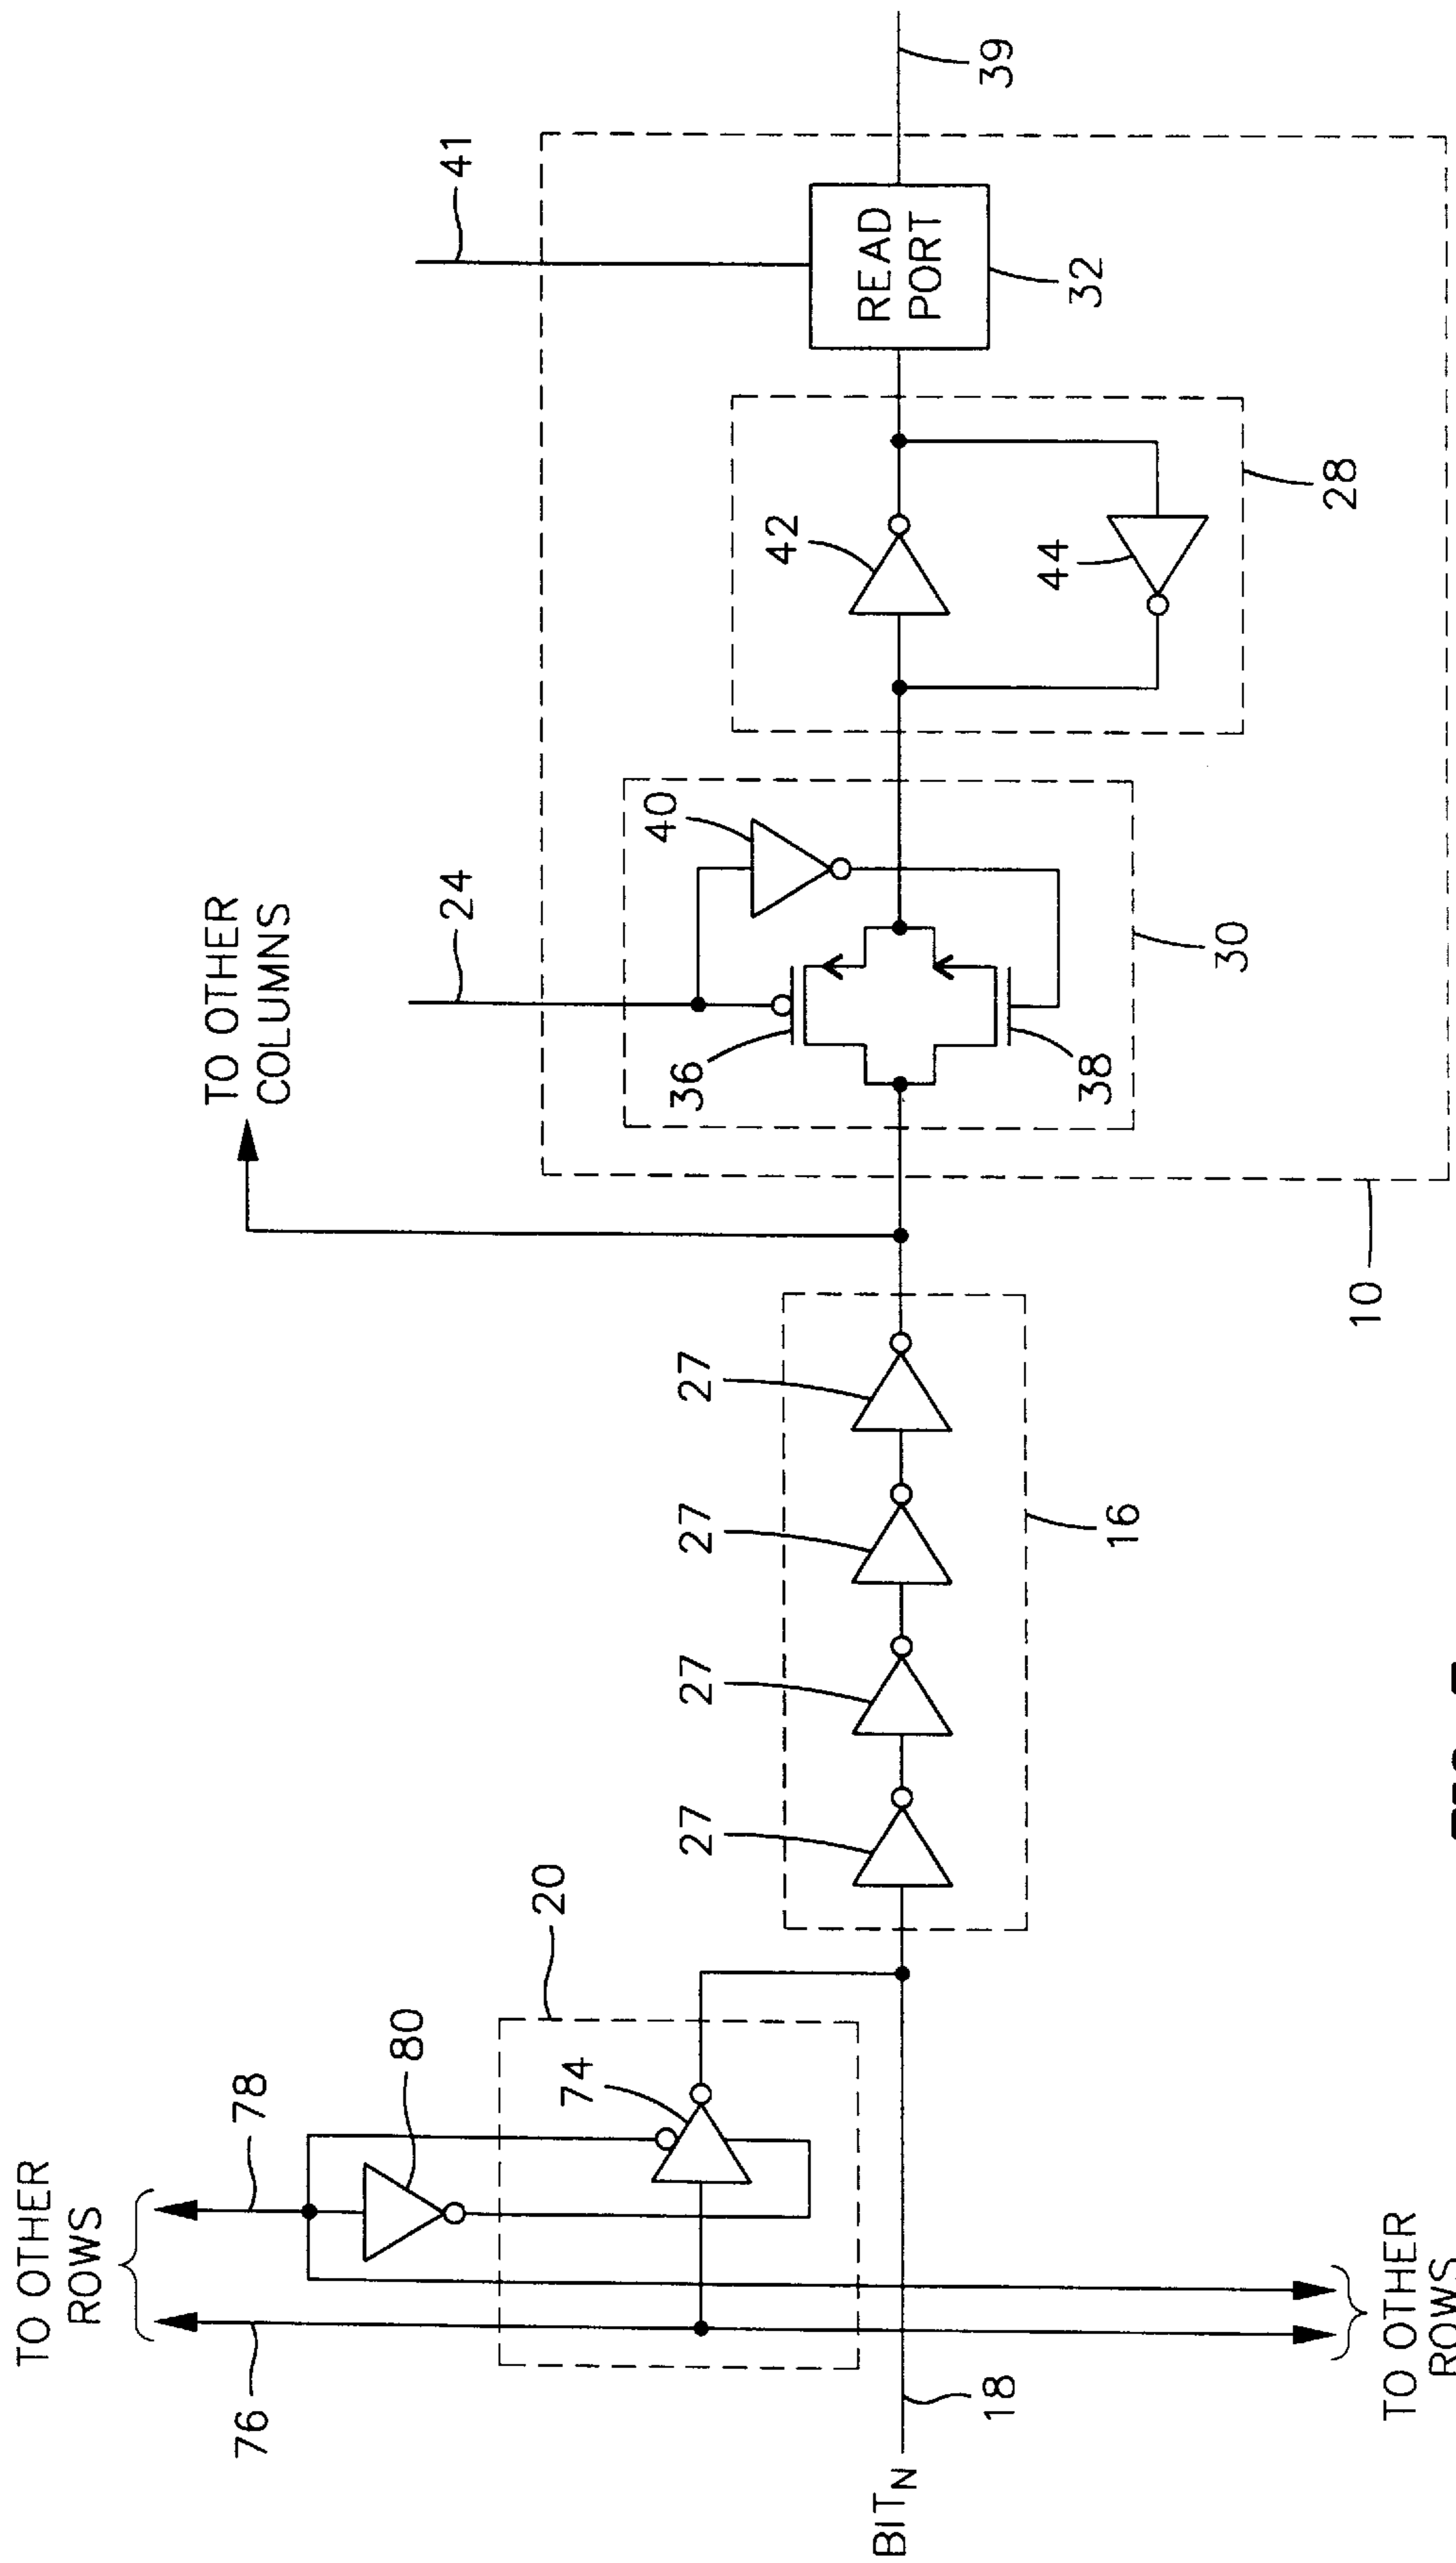 TO OTHER
ROWS
76
78
80
20
74
BIT_N
18
TO OTHER
ROWS
27
27
27
27
16
TO OTHER
COLUMNS
24
41
36
40
38
30
42
44
28
READ
PORT
32
39
10